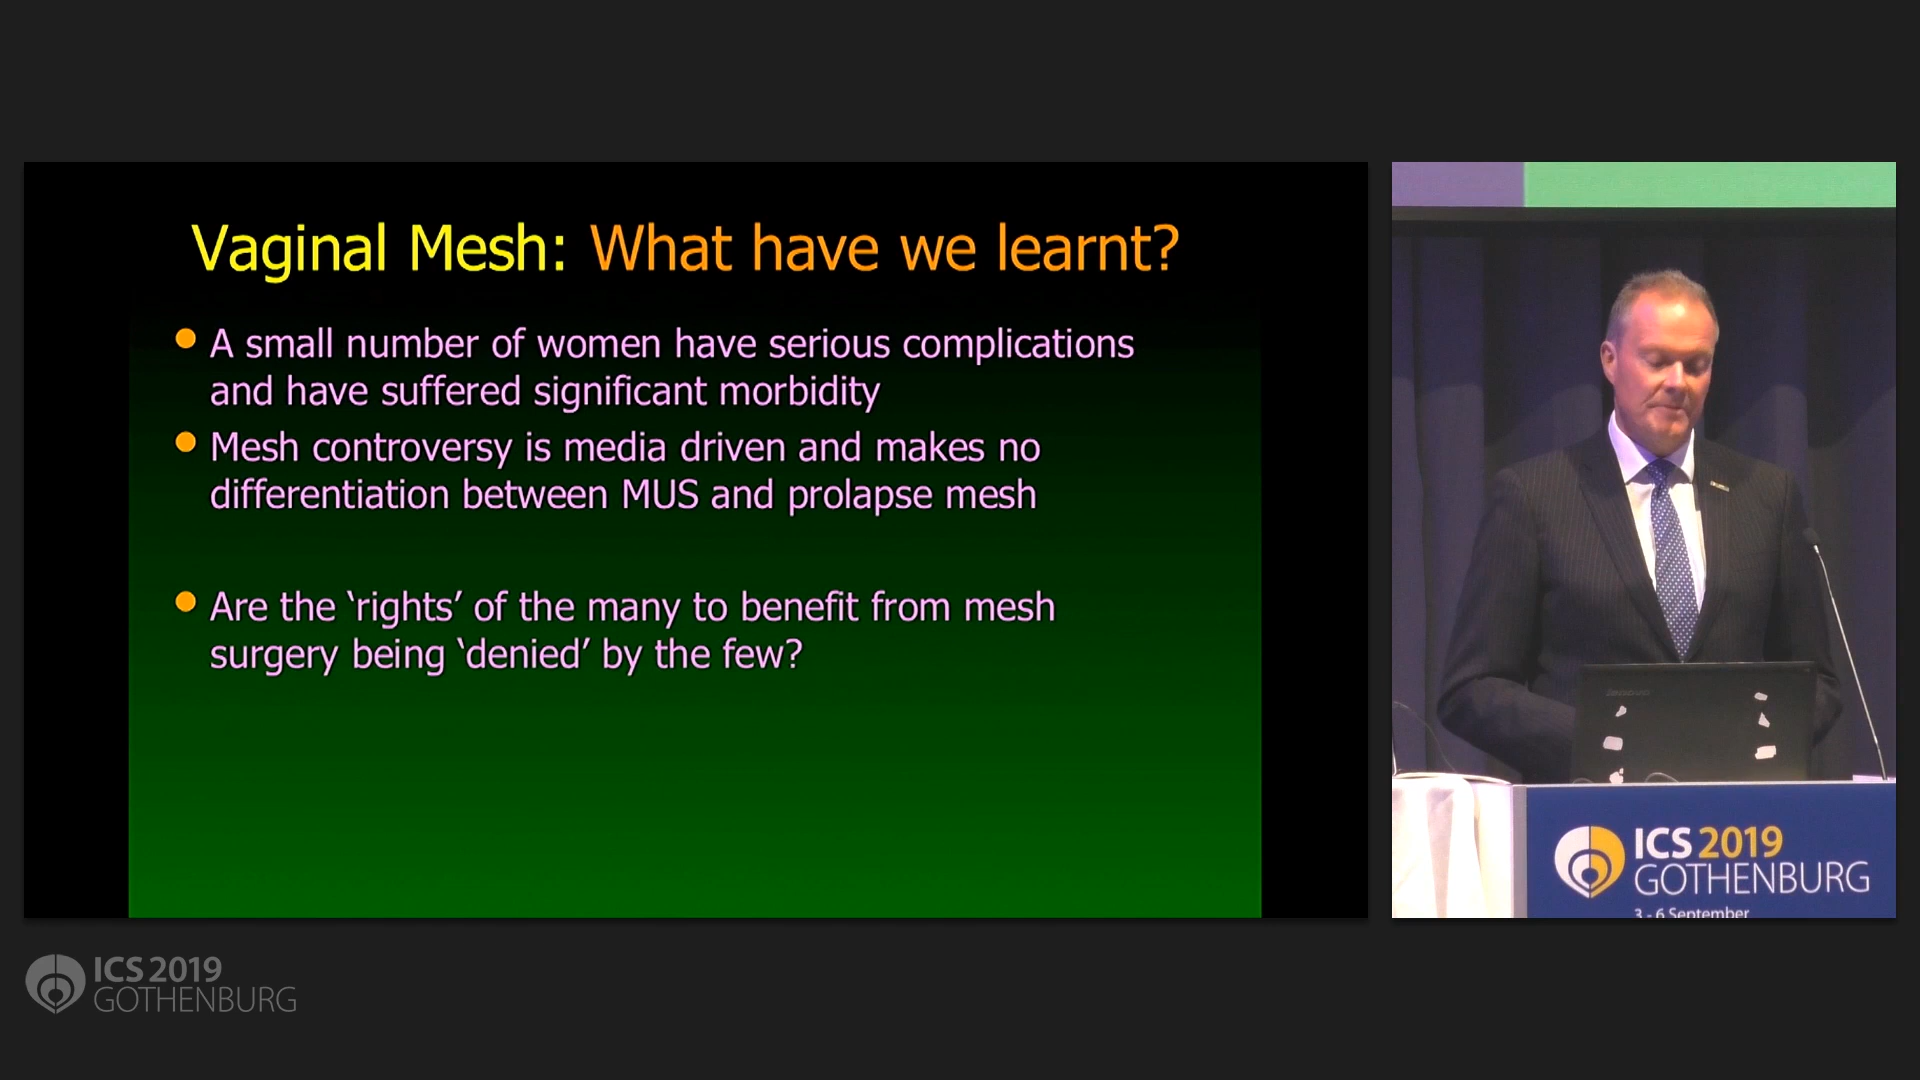 Vaginal Mesh: What have we learnt?
A small number of women have serious complications
and have suffered significant morbidity
Mesh controversy is media driven and makes no
differentiation between MUS and prolapse mesh
Are the ‘rights’ of the many to benefit from mesh
surgery being ‘denied’ by the few?
lenovo
ICS 2019
GOTHENBURG
3 - 6 September
ICS 2019
GOTHENBURG